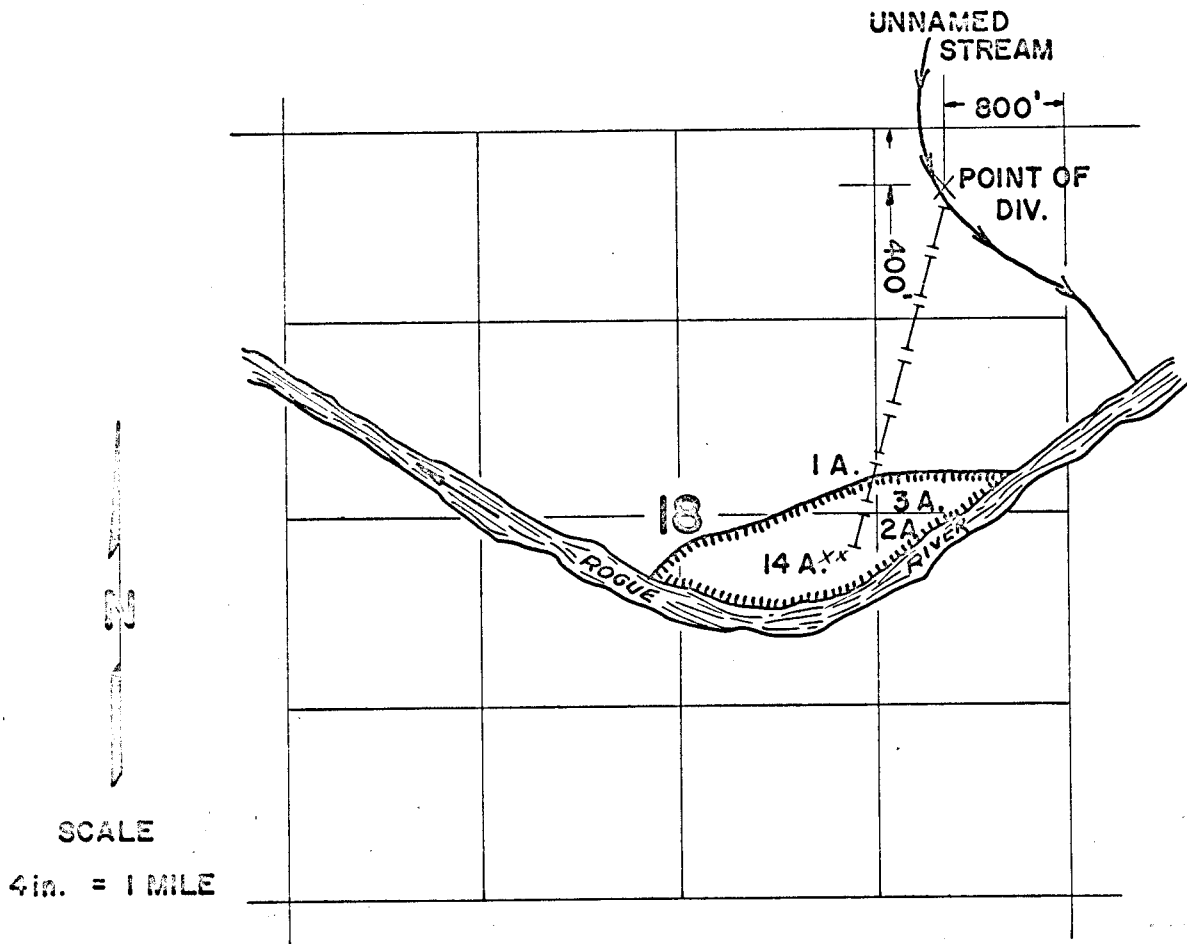 UNNAMED
STREAM
800'
POINT OF
DIV.
400'
1 A.
18
3 A.
2 A.
14 A.
ROGUE
RIVER
N
SCALE
4in. = 1 MILE